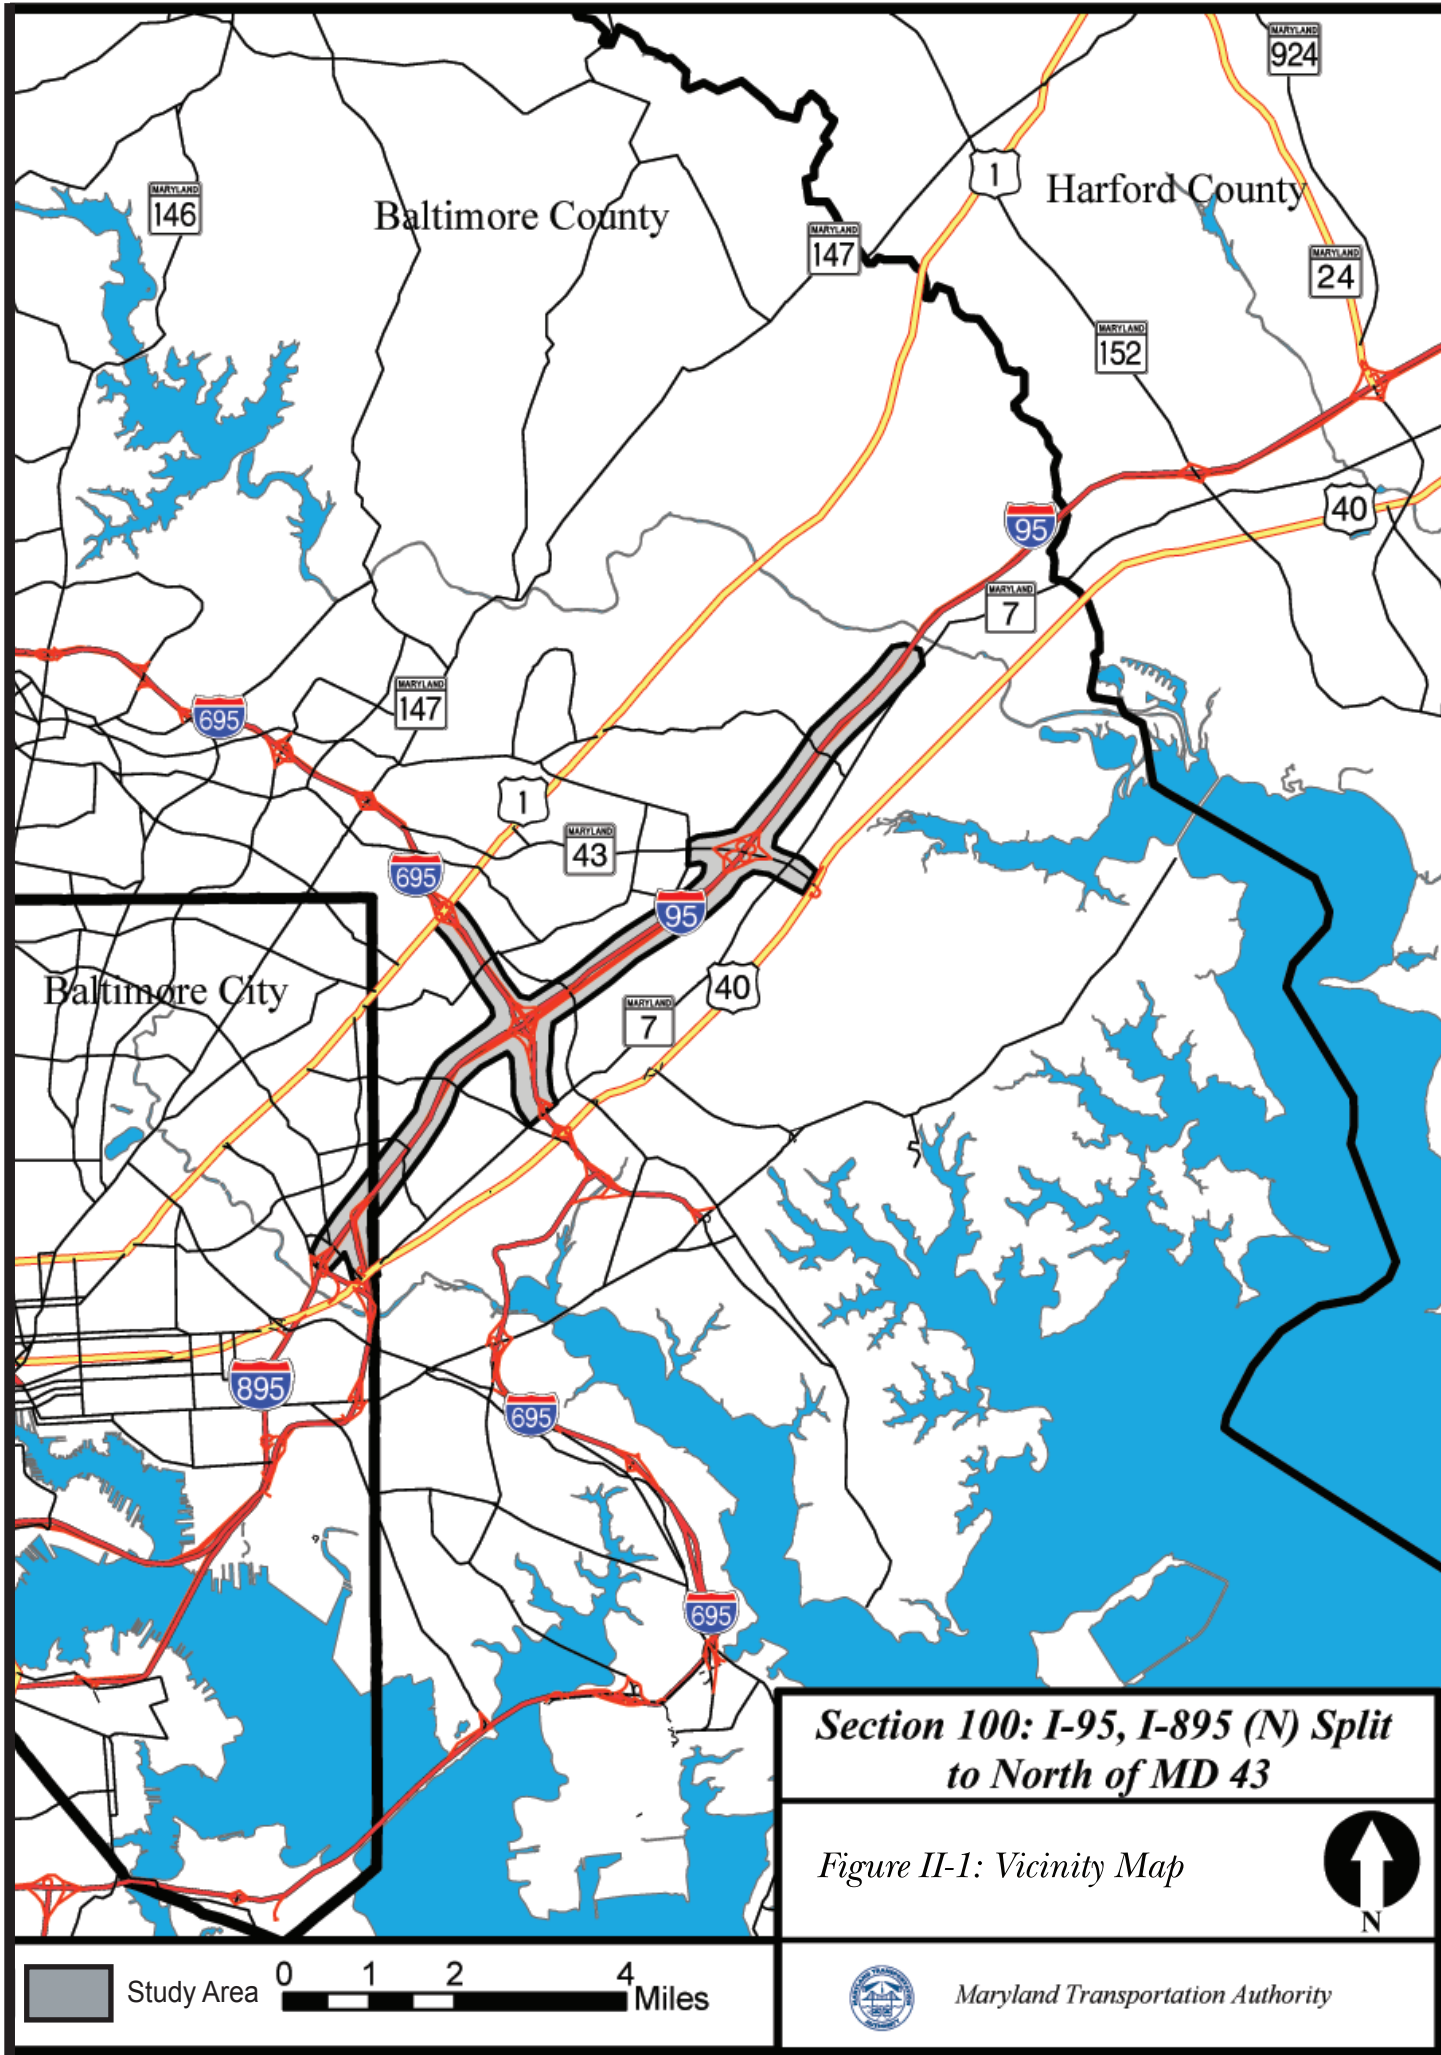 MARYLAND
924
1
Harford County
MARYLAND
146
Baltimore County
MARYLAND
147
MARYLAND
24
MARYLAND
152
40
95
MARYLAND
7
695
MARYLAND
147
1
MARYLAND
43
695
95
Baltimore City
40
MARYLAND
7
895
695
695
Section 100: I-95, I-895 (N) Split
to North of MD 43
Figure II-1: Vicinity Map
N
Study Area
0 1 2 4
Miles
MARYLAND TRANSPORTATION
AUTHORITY
Maryland Transportation Authority